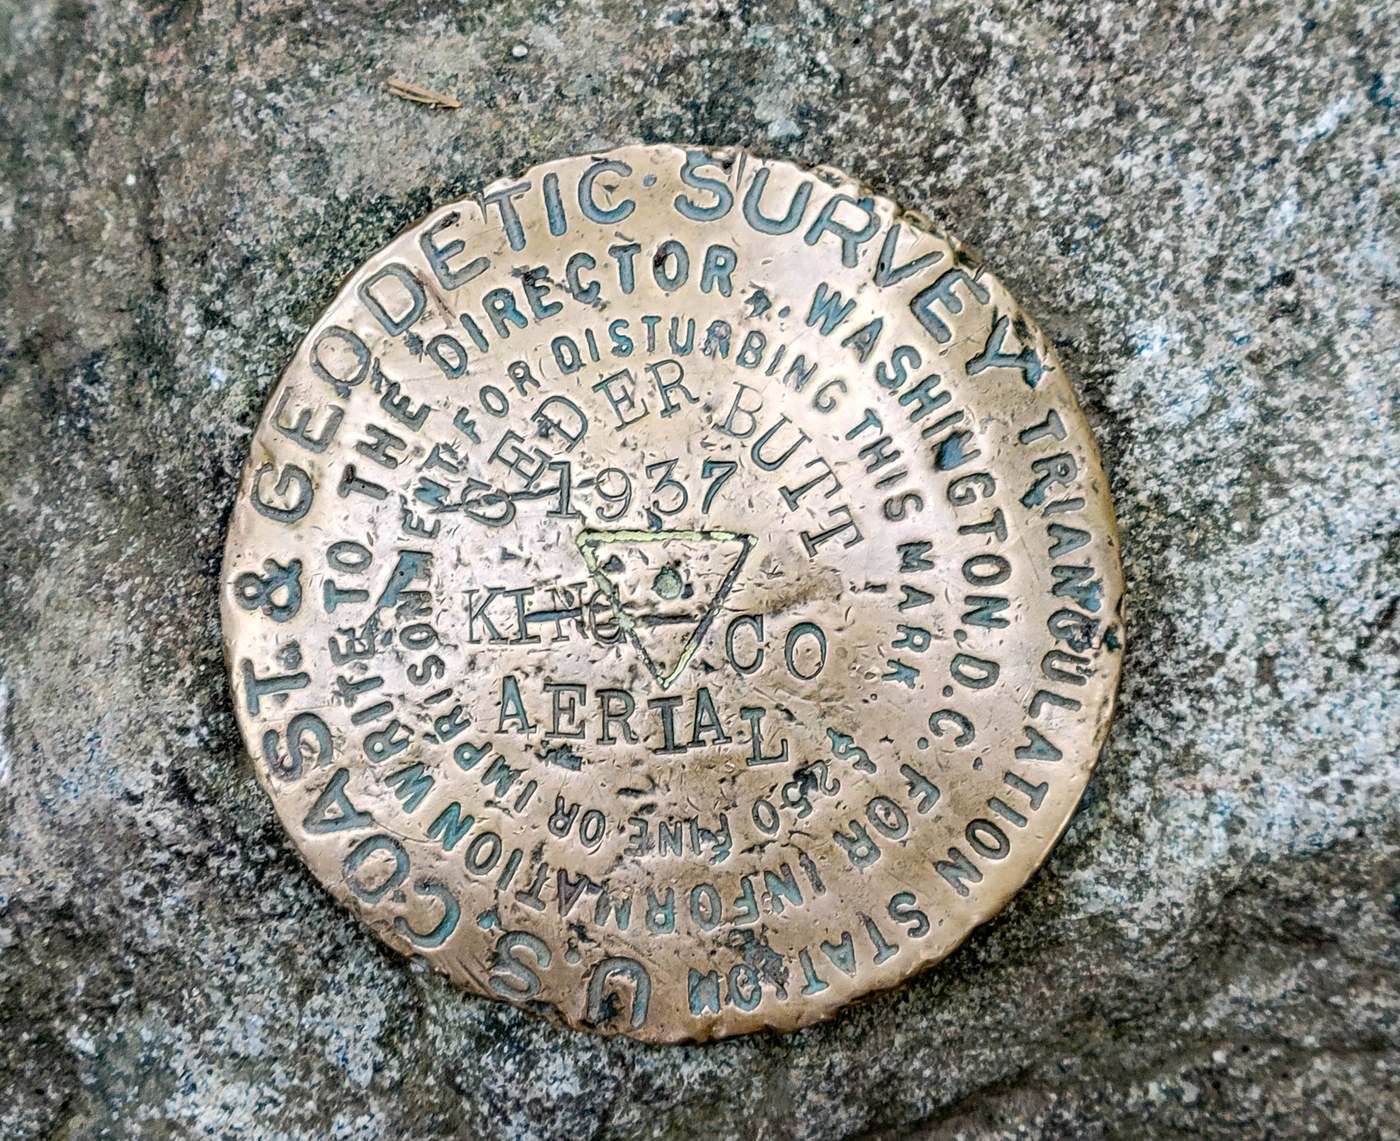 U.S. COAST. & GEODETIC. SURVEY TRIANGULATION STATION
FOR INFORMATION WRITE TO THE DIRECTOR. WASHINGTON. D.C.
$250 FINE OR IMPRISONMENT FOR DISTURBING THIS MARK.
CEDER BUTT
1937
KING CO
AERIAL